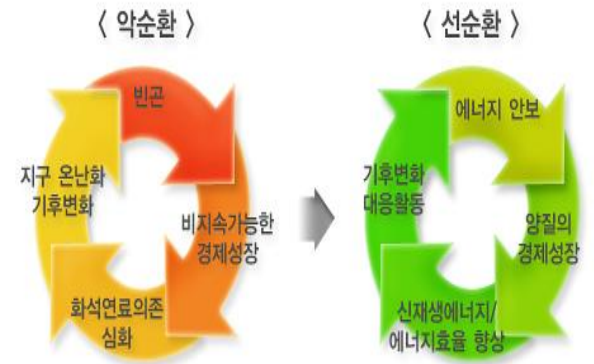 〈 악순환 〉
빈곤
비지속가능한
경제성장
화석연료의존
심화
지구 온난화
기후변화
〈 선순환 〉
에너지 안보
양질의
경제성장
신재생에너지/
에너지효율 향상
기후변화
대응활동